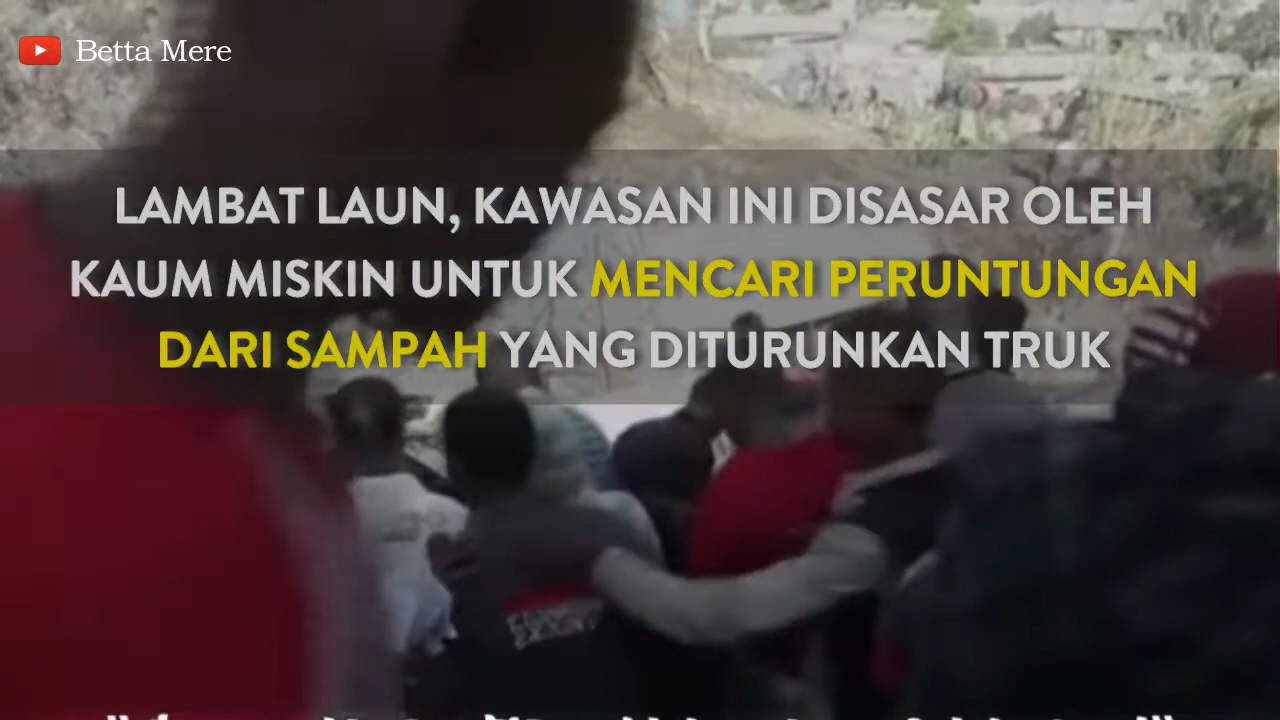 Betta Mere
LAMBAT LAUN, KAWASAN INI DISASAR OLEH
KAUM MISKIN UNTUK MENCARI PERUNTUNGAN
DARI SAMPAH YANG DITURUNKAN TRUK